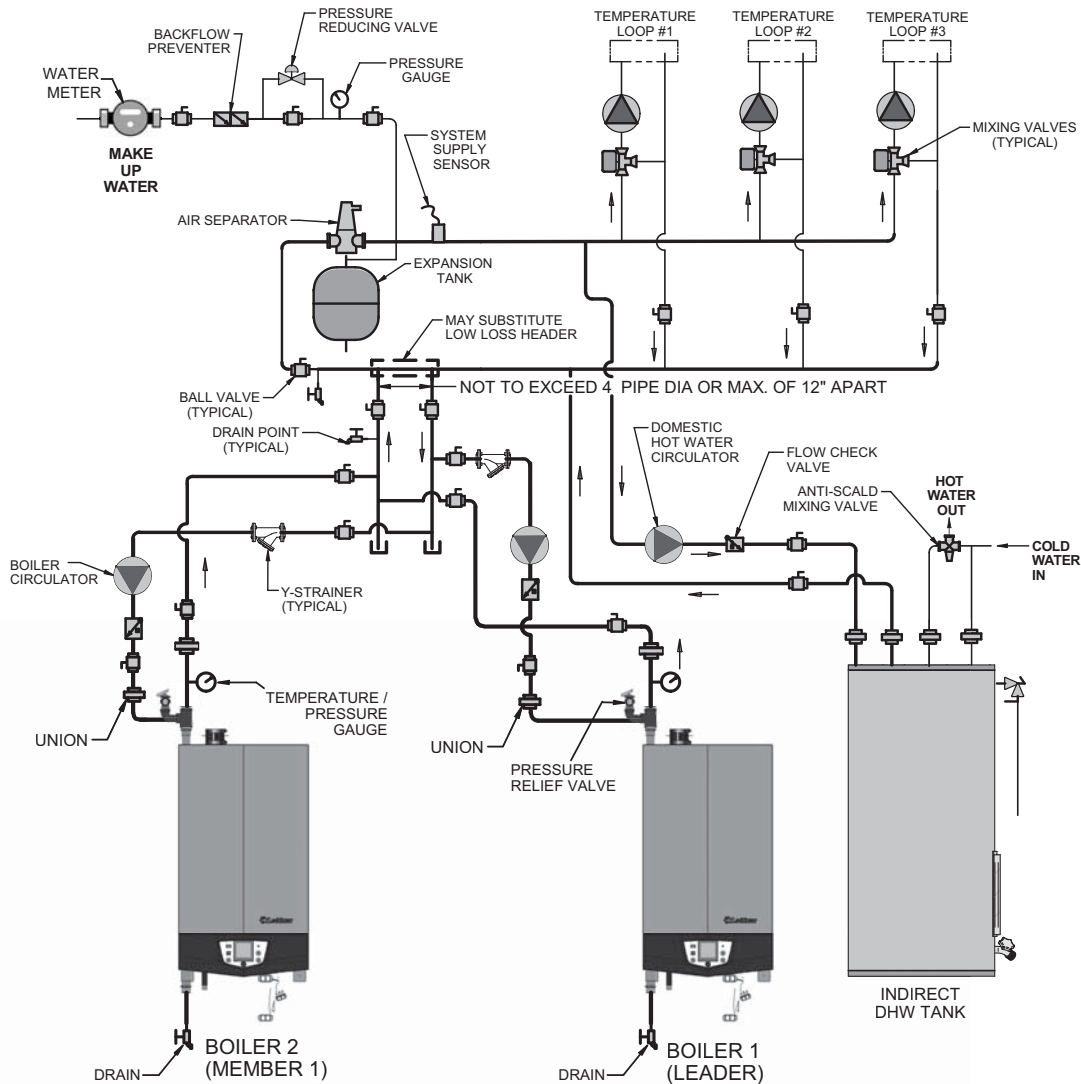 PRESSURE
REDUCING VALVE
BACKFLOW
PREVENTER
PRESSURE
GAUGE
WATER
METER
MAKE
UP
WATER
SYSTEM
SUPPLY
SENSOR
TEMPERATURE
LOOP #1
TEMPERATURE
LOOP #2
TEMPERATURE
LOOP #3
MIXING VALVES
(TYPICAL)
AIR SEPARATOR
EXPANSION
TANK
MAY SUBSTITUTE
LOW LOSS HEADER
NOT TO EXCEED 4 PIPE DIA OR MAX. OF 12" APART
BALL VALVE
(TYPICAL)
DRAIN POINT
(TYPICAL)
DOMESTIC
HOT WATER
CIRCULATOR
FLOW CHECK
VALVE
ANTI-SCALD
MIXING VALVE
HOT
WATER
OUT
COLD
WATER
IN
BOILER
CIRCULATOR
Y-STRAINER
(TYPICAL)
TEMPERATURE /
PRESSURE
GAUGE
UNION
UNION
PRESSURE
RELIEF VALVE
Lochinvar
Lochinvar
INDIRECT
DHW TANK
BOILER 2
(MEMBER 1)
DRAIN
BOILER 1
(LEADER)
DRAIN